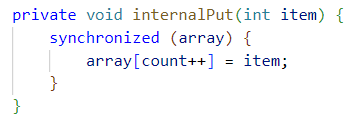 private void internalPut(int item) {
    synchronized (array) {
        array[count++] = item;
    }
}